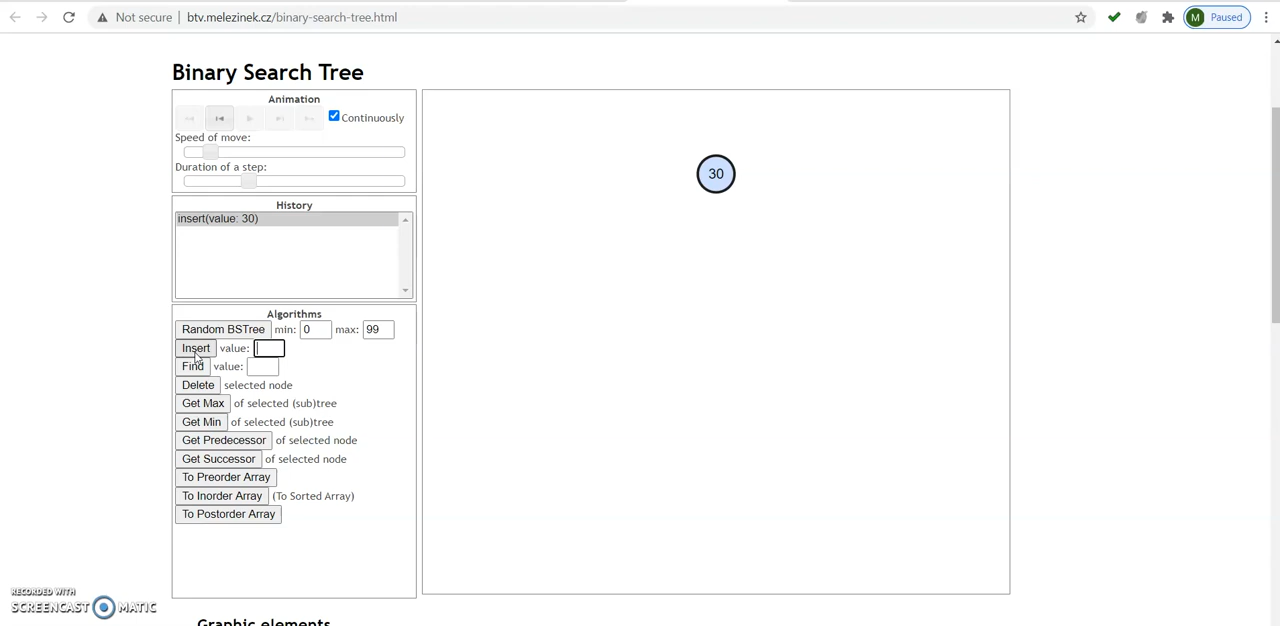 Not secure | btv.melezinek.cz/binary-search-tree.html
M Paused
Binary Search Tree
Animation
Continuously
Speed of move:
Duration of a step:
History
insert(value: 30)
30
Algorithms
Random BSTree min: 0 max: 99
Insert value:
Find value:
Delete selected node
Get Max of selected (sub)tree
Get Min of selected (sub)tree
Get Predecessor of selected node
Get Successor of selected node
To Preorder Array
To Inorder Array (To Sorted Array)
To Postorder Array
RECORDED WITH
SCREENCAST MATIC
Graphic elements